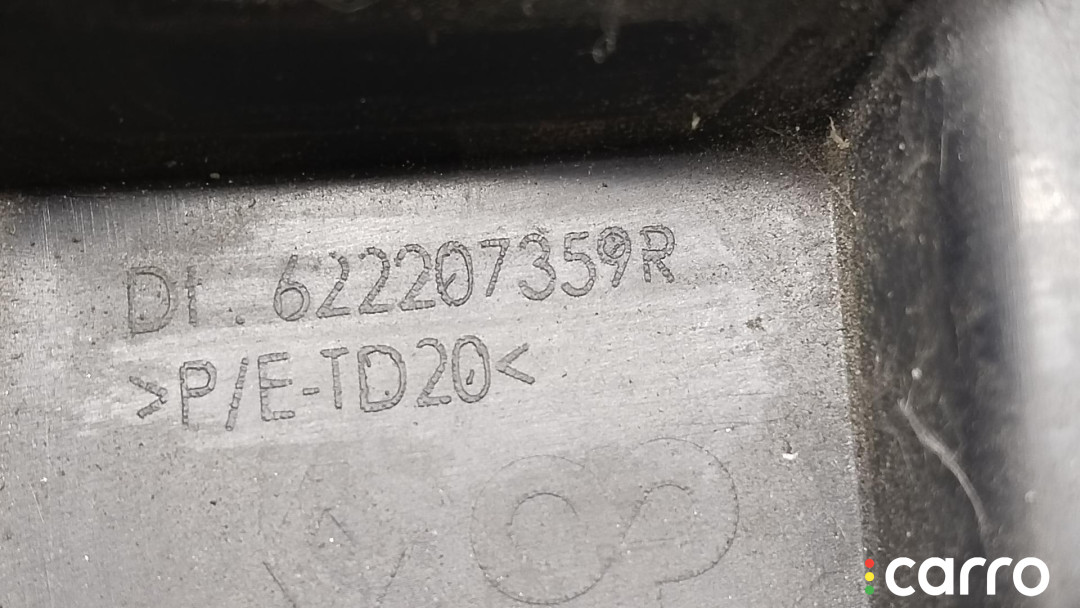 DI . 622207359R
>P/E-TD20<
carro